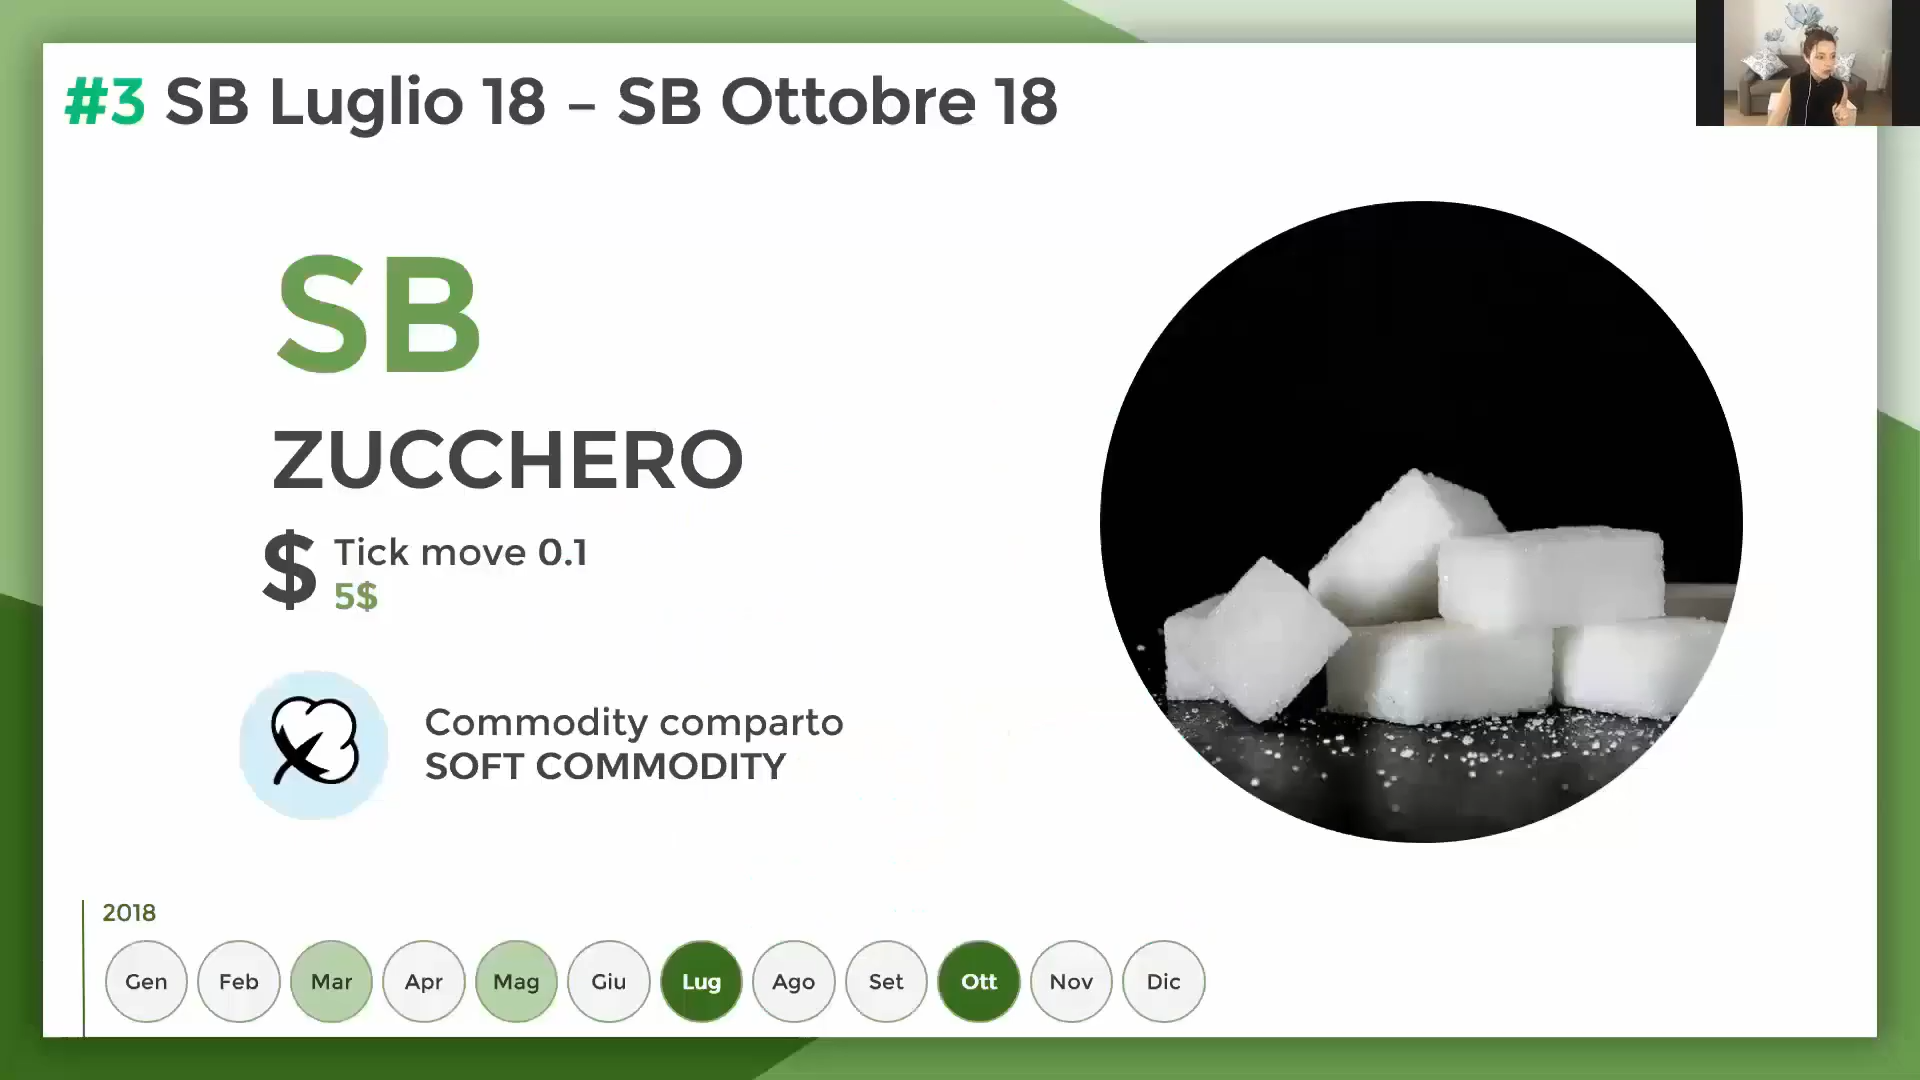 #3 SB Luglio 18 – SB Ottobre 18
SB
ZUCCHERO
$ Tick move 0.1
5$
Commodity comparto
SOFT COMMODITY
2018
Gen Feb Mar Apr Mag Giu Lug Ago Set Ott Nov Dic